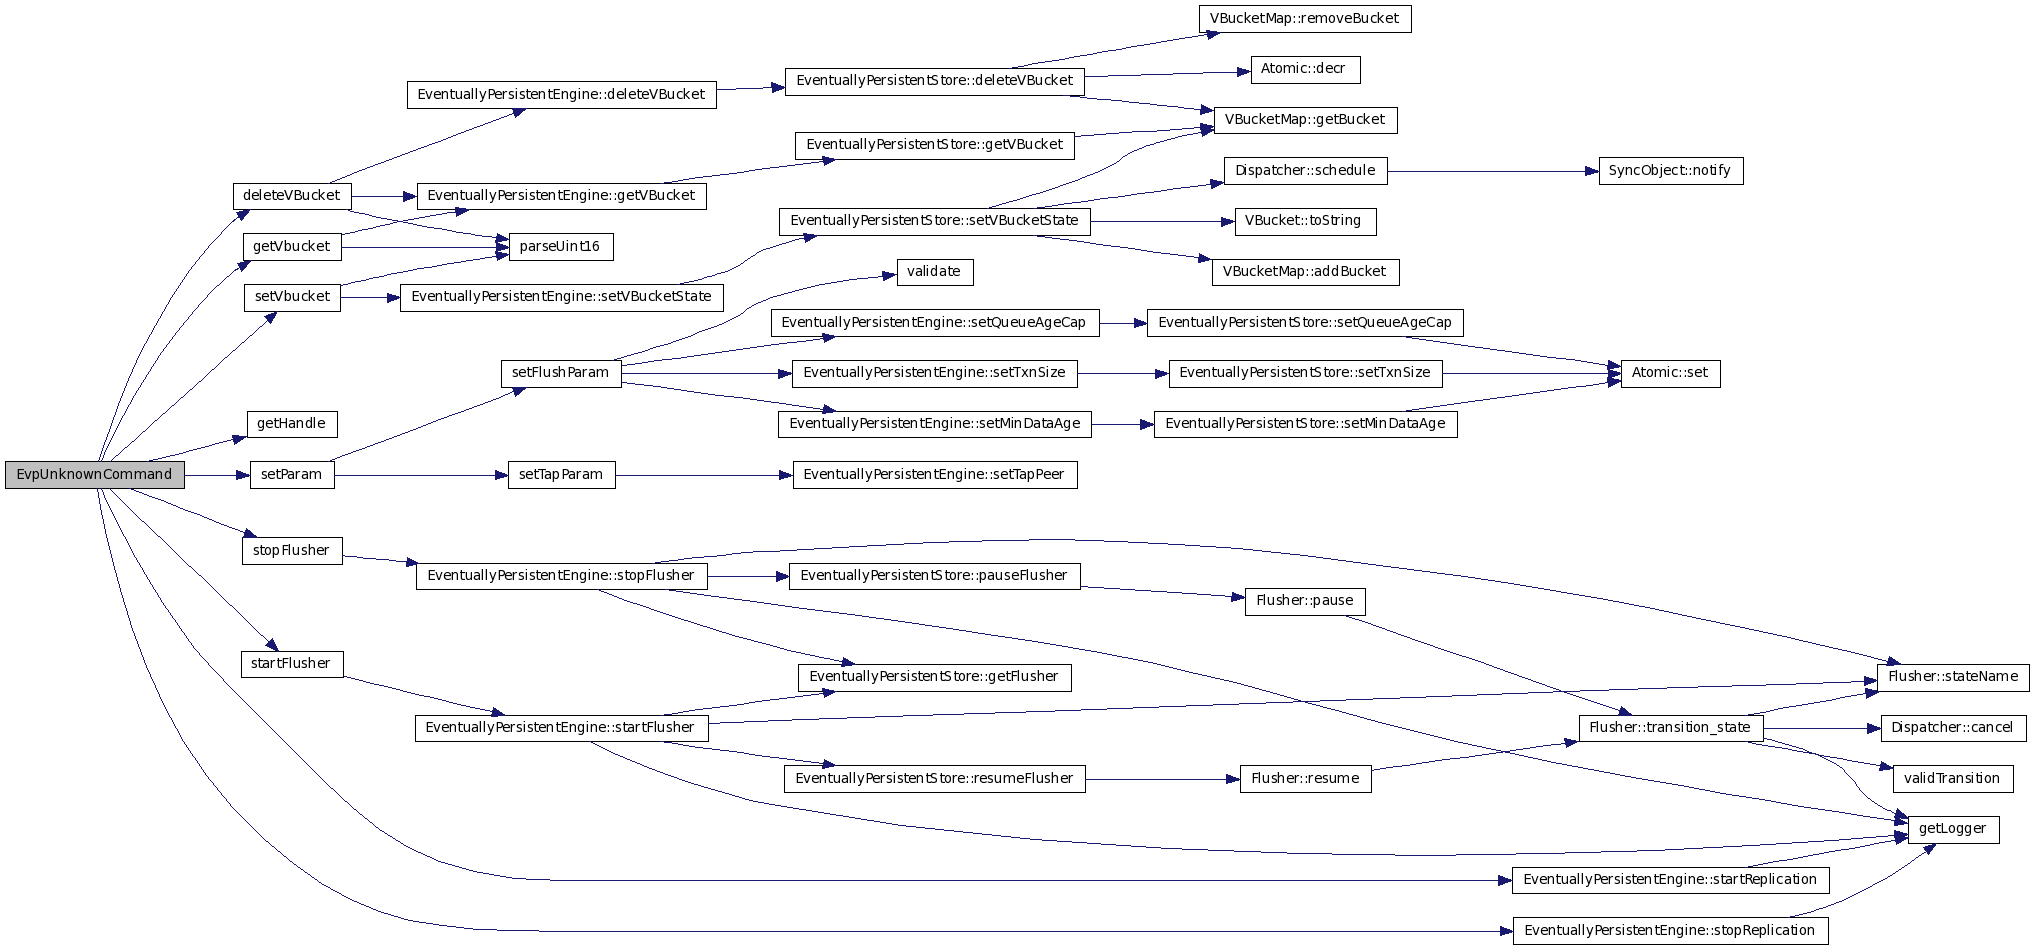 VBucketMap::removeBucket
Atomic::decr
EventuallyPersistentStore::deleteVBucket
EventuallyPersistentEngine::deleteVBucket
VBucketMap::getBucket
EventuallyPersistentStore::getVBucket
Dispatcher::schedule
SyncObject::notify
deleteVBucket
EventuallyPersistentEngine::getVBucket
EventuallyPersistentStore::setVBucketState
VBucket::toString
getVbucket
parseUint16
validate
VBucketMap::addBucket
setVbucket
EventuallyPersistentEngine::setVBucketState
EventuallyPersistentEngine::setQueueAgeCap
EventuallyPersistentStore::setQueueAgeCap
setFlushParam
EventuallyPersistentEngine::setTxnSize
EventuallyPersistentStore::setTxnSize
Atomic::set
getHandle
EventuallyPersistentEngine::setMinDataAge
EventuallyPersistentStore::setMinDataAge
EvpUnknownCommand
setParam
setTapParam
EventuallyPersistentEngine::setTapPeer
stopFlusher
EventuallyPersistentEngine::stopFlusher
EventuallyPersistentStore::pauseFlusher
Flusher::pause
startFlusher
EventuallyPersistentStore::getFlusher
Flusher::stateName
EventuallyPersistentEngine::startFlusher
Flusher::transition_state
Dispatcher::cancel
EventuallyPersistentStore::resumeFlusher
Flusher::resume
validTransition
getLogger
EventuallyPersistentEngine::startReplication
EventuallyPersistentEngine::stopReplication